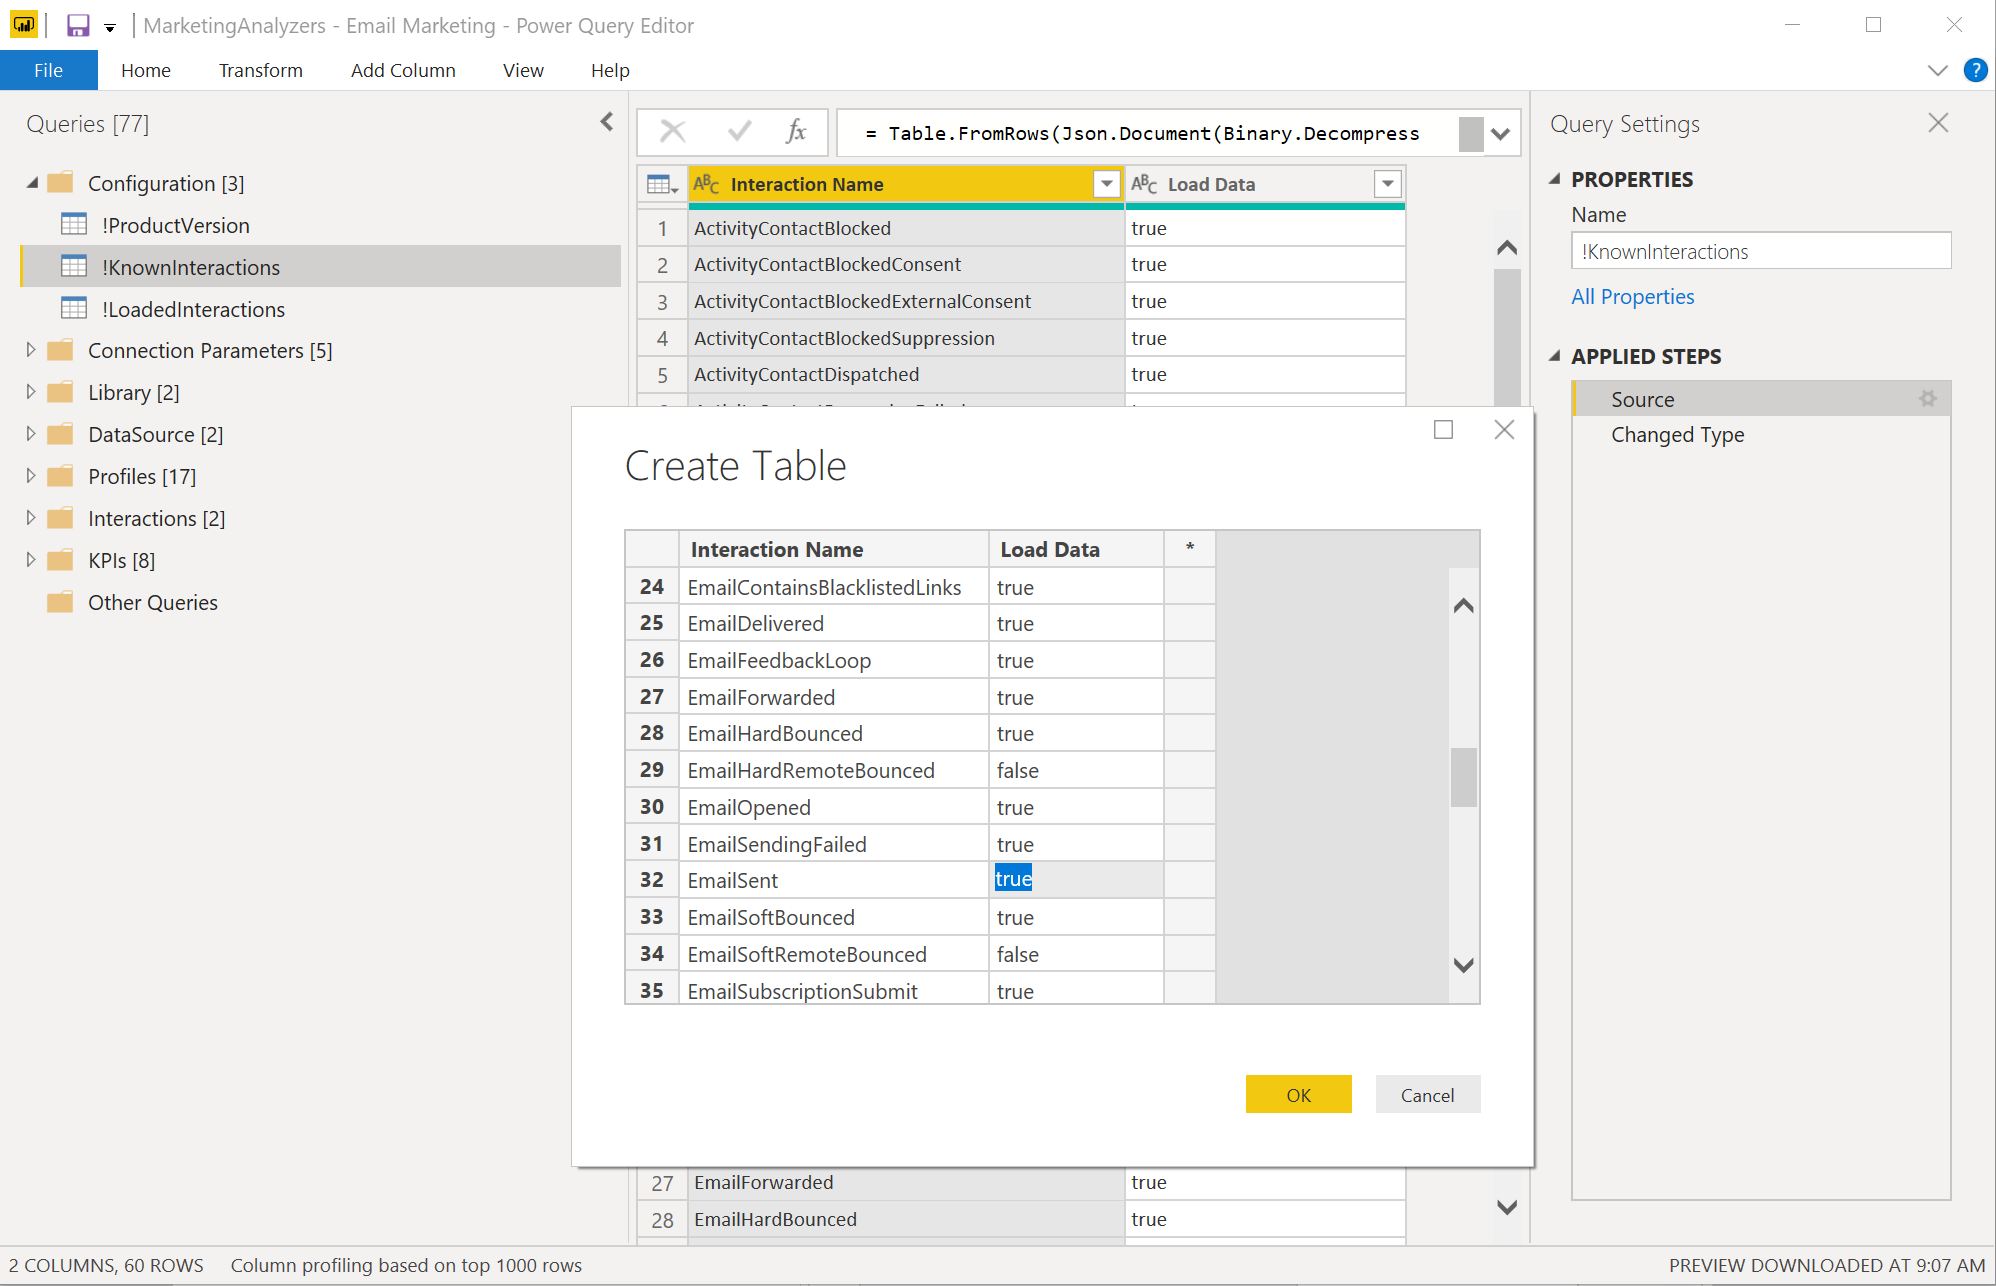 MarketingAnalyzers - Email Marketing - Power Query Editor
File Home Transform Add Column View Help
?
Queries [77]
Configuration [3]
!ProductVersion
!KnownInteractions
!LoadedInteractions
Connection Parameters [5]
Library [2]
DataSource [2]
Profiles [17]
Interactions [2]
KPIs [8]
Other Queries
fx = Table.FromRows(Json.Document(Binary.Decompress
ABC Interaction Name ABC Load Data
1 ActivityContactBlocked true
2 ActivityContactBlockedConsent true
3 ActivityContactBlockedExternalConsent true
4 ActivityContactBlockedSuppression true
5 ActivityContactDispatched true
Create Table
Interaction Name Load Data *
24 EmailContainsBlacklistedLinks true
25 EmailDelivered true
26 EmailFeedbackLoop true
27 EmailForwarded true
28 EmailHardBounced true
29 EmailHardRemoteBounced false
30 EmailOpened true
31 EmailSendingFailed true
32 EmailSent true
33 EmailSoftBounced true
34 EmailSoftRemoteBounced false
35 EmailSubscriptionSubmit true
OK Cancel
27 EmailForwarded true
28 EmailHardBounced true
Query Settings
PROPERTIES
Name
!KnownInteractions
All Properties
APPLIED STEPS
Source
Changed Type
2 COLUMNS, 60 ROWS Column profiling based on top 1000 rows PREVIEW DOWNLOADED AT 9:07 AM